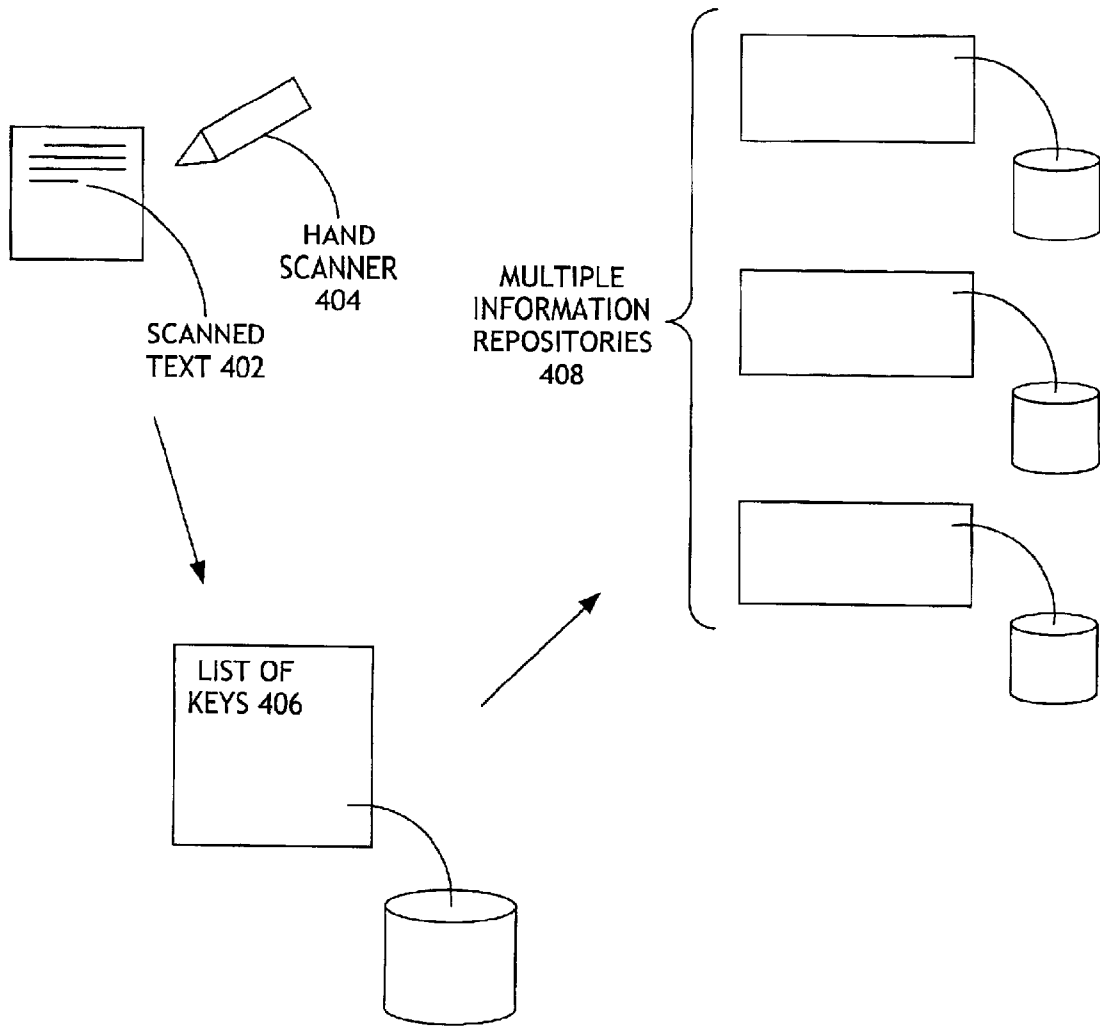 HAND
SCANNER
404
SCANNED
TEXT 402
MULTIPLE
INFORMATION
REPOSITORIES
408
LIST OF
KEYS 406